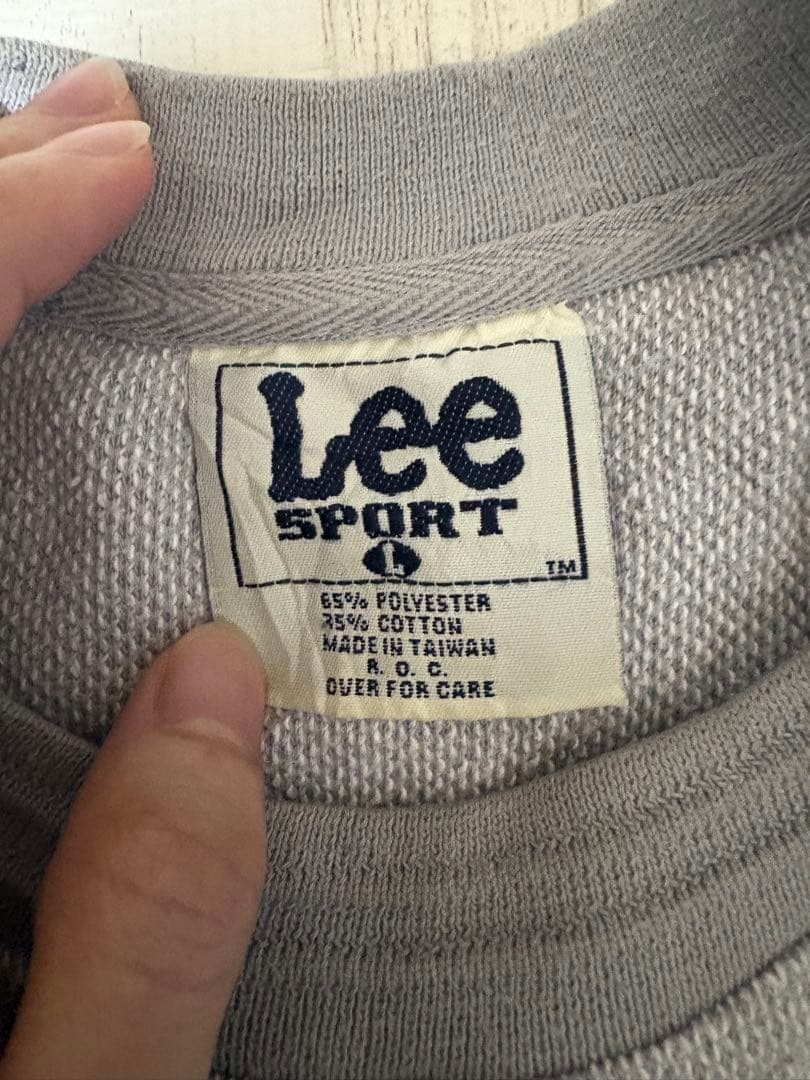 Lee
SPORT
L
TM
65% POLYESTER
35% COTTON
MADE IN TAIWAN
R. O. C.
OVER FOR CARE